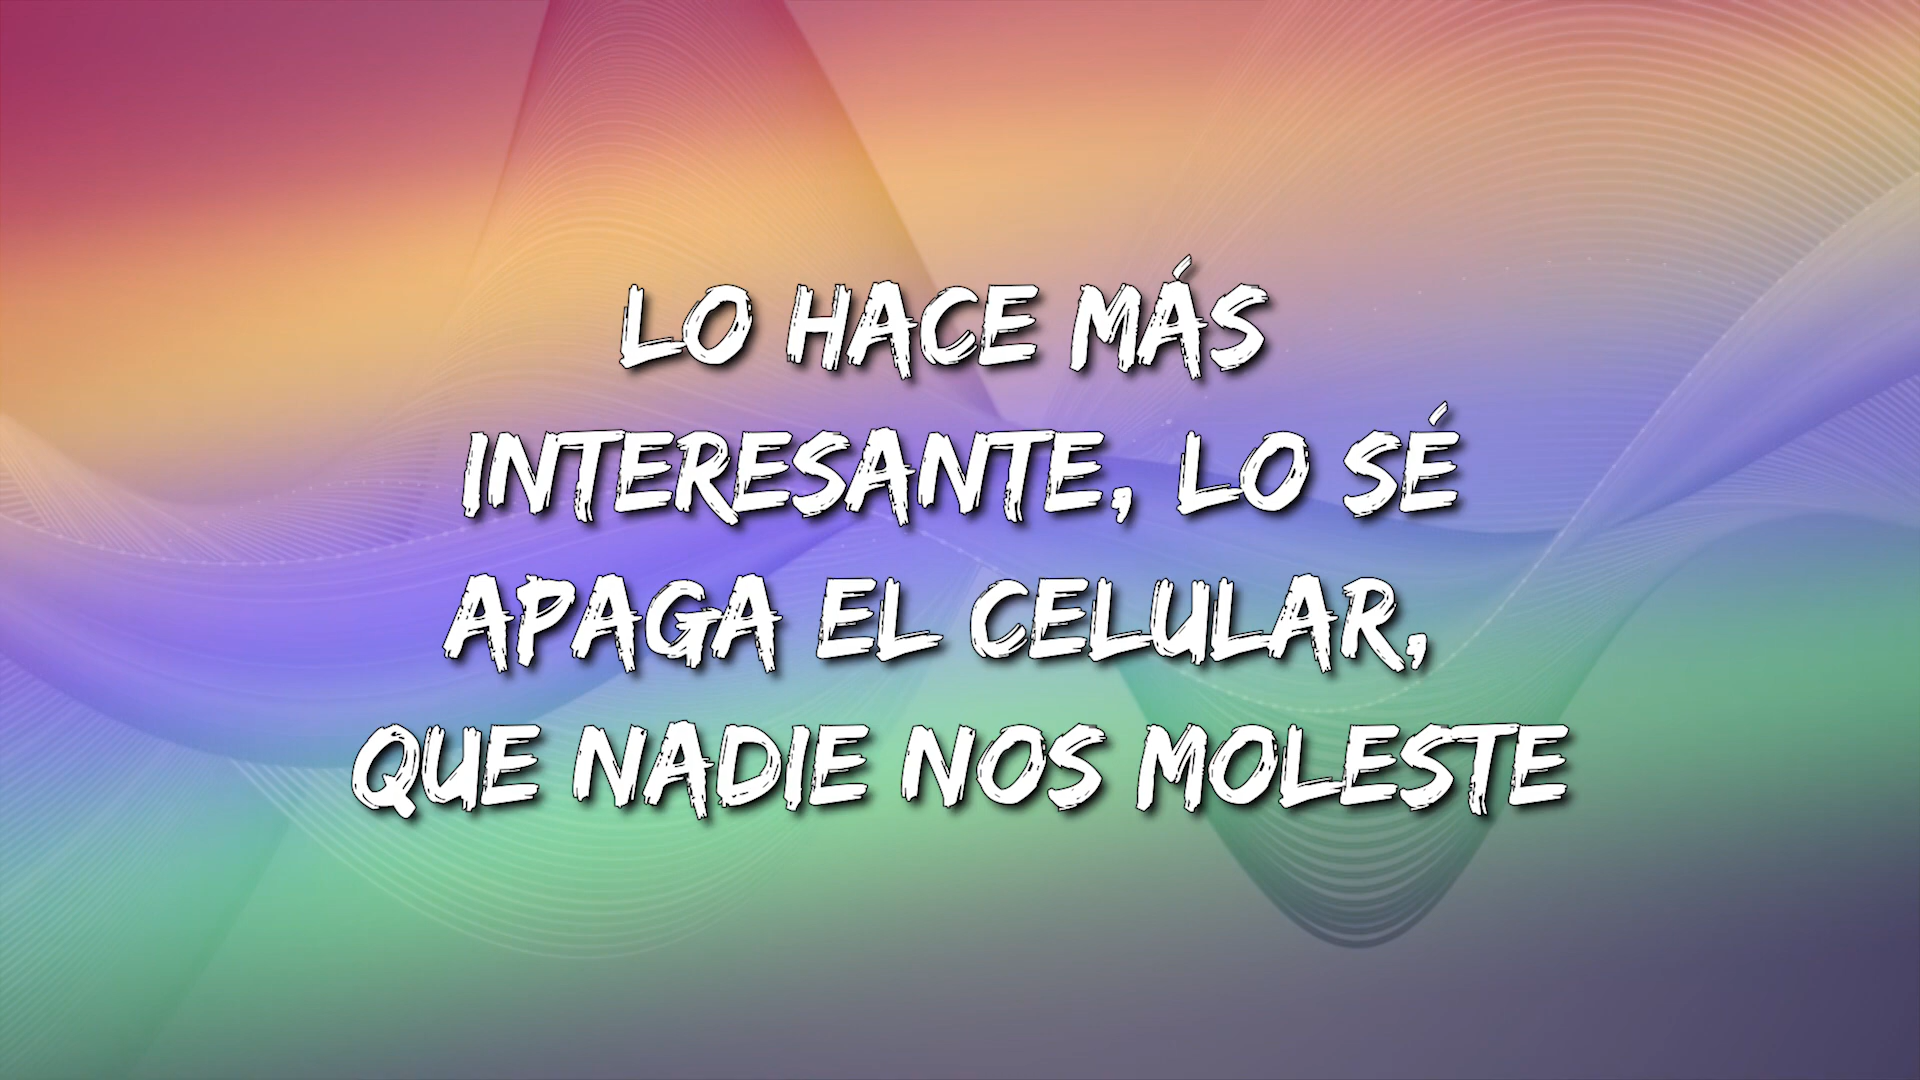 LO HACE MÁS
INTERESANTE, LO SÉ
APAGA EL CELULAR,
QUE NADIE NOS MOLESTE